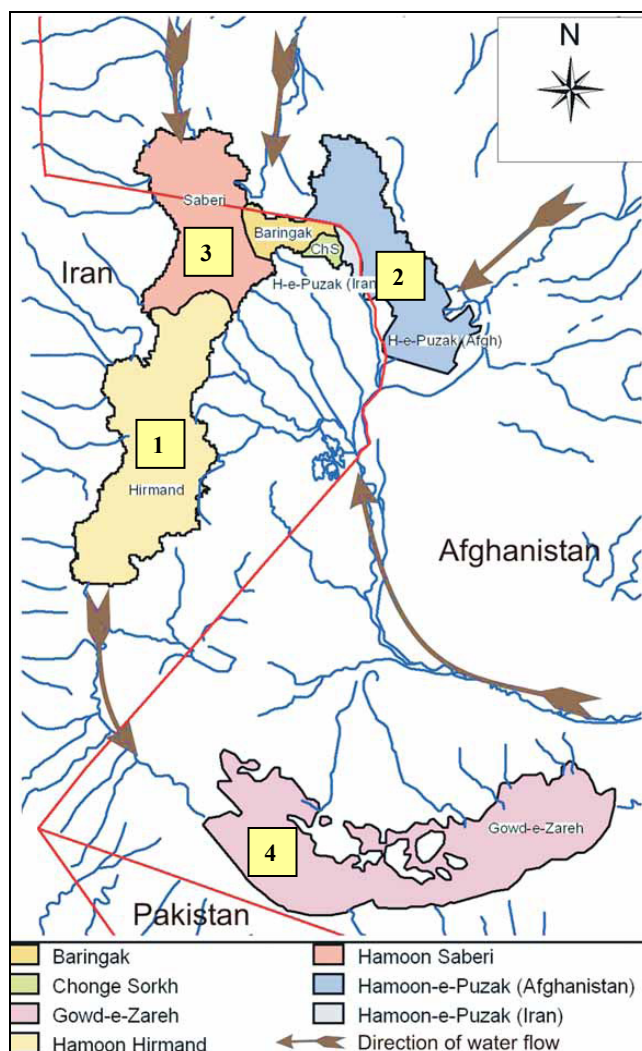 N
Saberi
Baringak
ChS
3
Iran
2
H-e-Puzak (Iran
H-e-Puzak (Afgh)
1
Hirmand
Afghanistan
Gowd-e-Zareh
4
Pakistan
Baringak
Hamoon Saberi
Chonge Sorkh
Hamoon-e-Puzak (Afghanistan)
Gowd-e-Zareh
Hamoon-e-Puzak (Iran)
Hamoon Hirmand
Direction of water flow